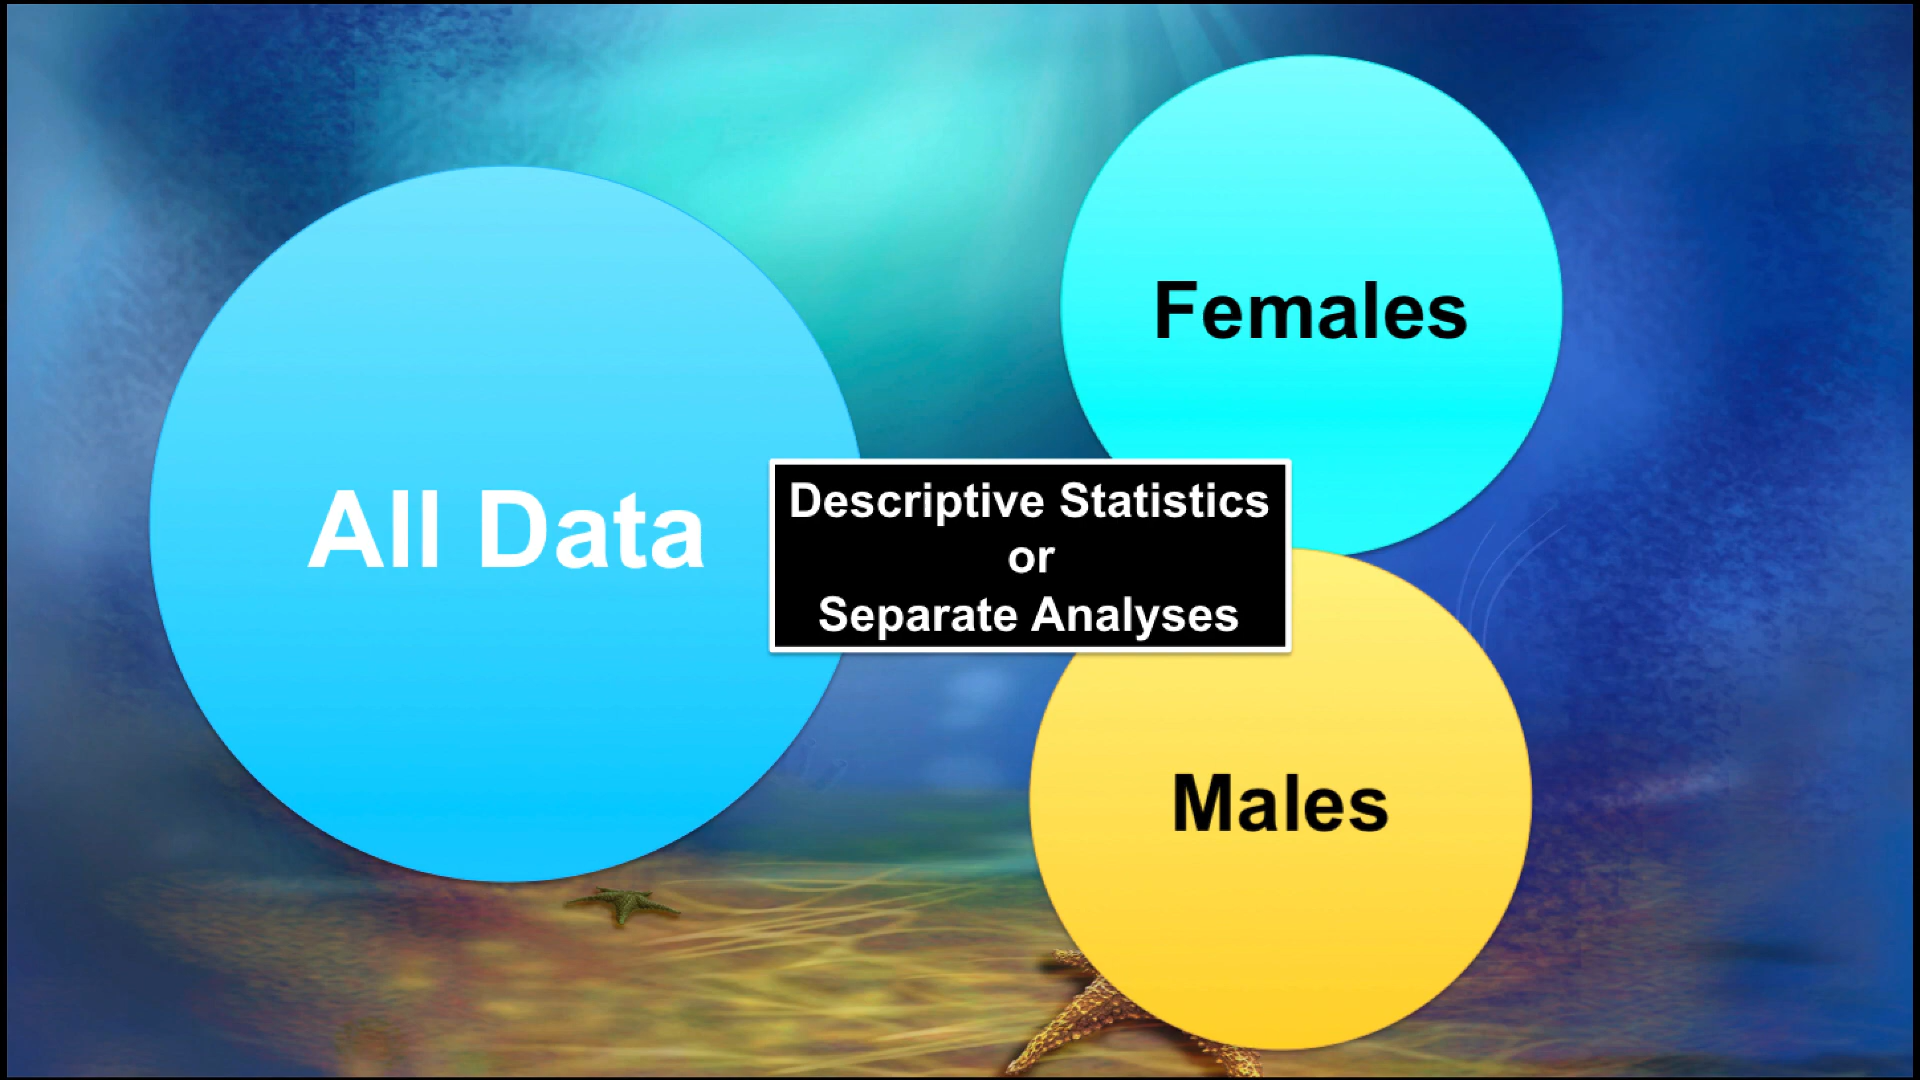 All Data
Females
Descriptive Statistics
or
Separate Analyses
Males